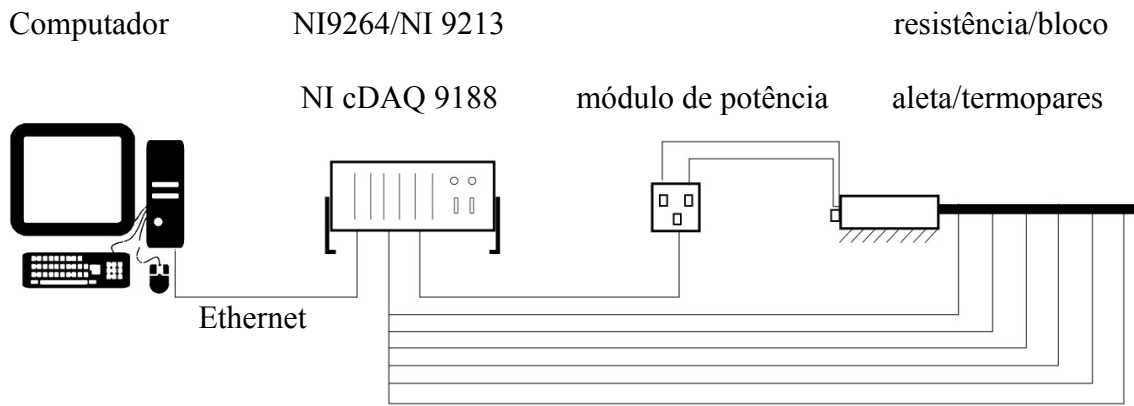 Computador NI9264/NI 9213 resistência/bloco
NI cDAQ 9188 módulo de potência aleta/termopares
Ethernet